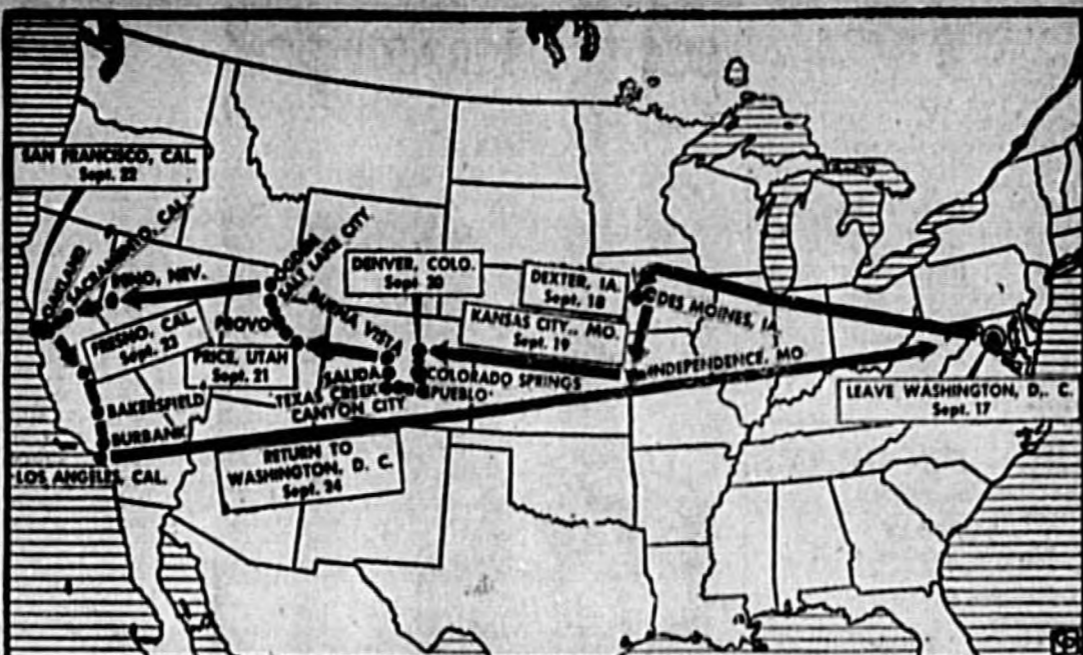 SAN FRANCISCO, CAL.
Sept. 22
OAKLAND
SACRAMENTO, CAL.
RENO, NEV.
FRESNO, CAL.
Sept. 23
BAKERSFIELD
BURBANK
LOS ANGELES, CAL.
OGDEN
SALT LAKE CITY
PROVO
PRICE, UTAH
Sept. 21
BUENA VISTA
SALIDA
TEXAS CREEK
CANYON CITY
DENVER, COLO.
Sept. 20
COLORADO SPRINGS
PUEBLO
DEXTER, IA.
Sept. 18
DES MOINES, IA.
KANSAS CITY, MO.
Sept. 19
INDEPENDENCE, MO
LEAVE WASHINGTON, D. C.
Sept. 17
RETURN TO
WASHINGTON, D. C.
Sept. 24